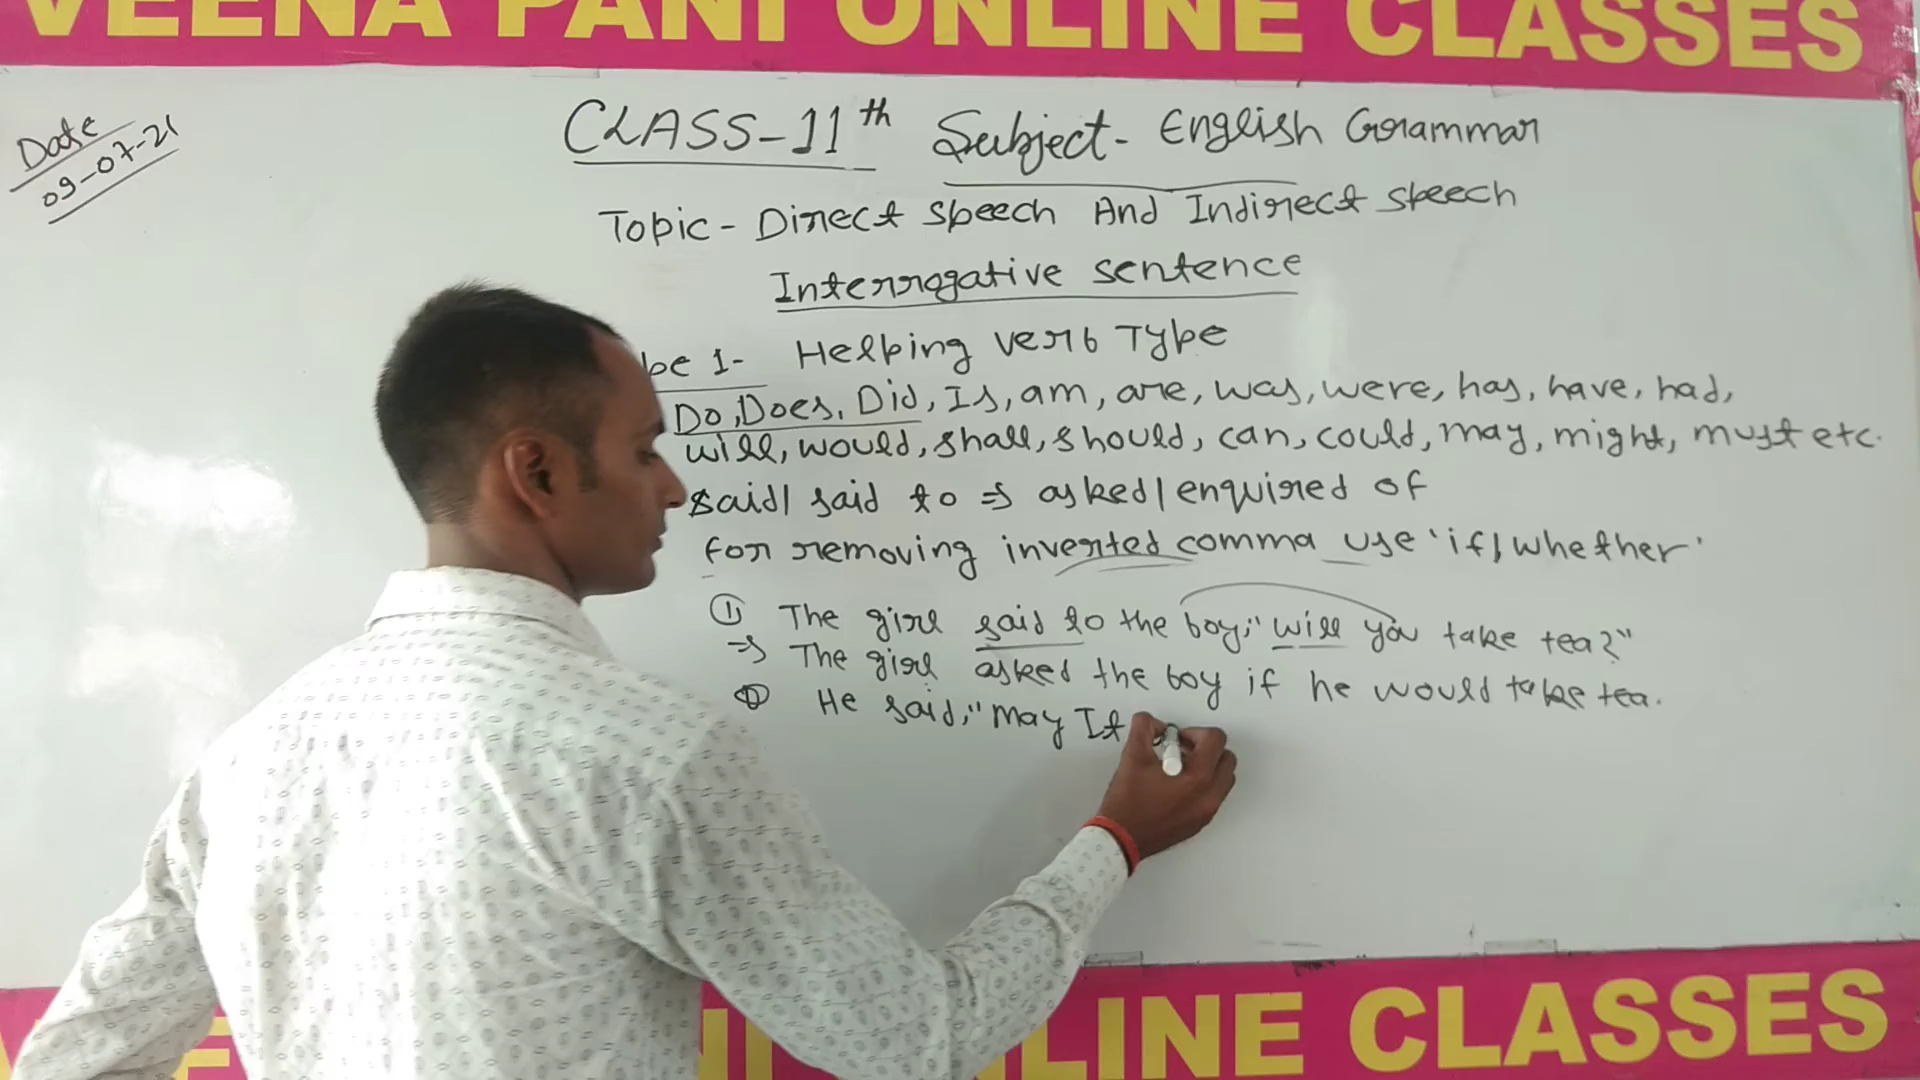 VEENA PANI ONLINE CLASSES
Date
09-07-21
CLASS-11th Subject- English Grammar
Topic- Direct speech And Indirect speech
Interrogative sentence
pe 1- Helping verb Type
Do, Does, Did, Is, am, are, was, were, has, have, had,
will, would, shall, should, can, could, may, might, must etc.
said/ said to ⇒ asked/enquired of
for removing inverted comma use 'if/whether'
① The girl said to the boy, "will you take tea?"
⇒ The girl asked the boy if he would take tea.
② He said, "May I
NI ONLINE CLASSES